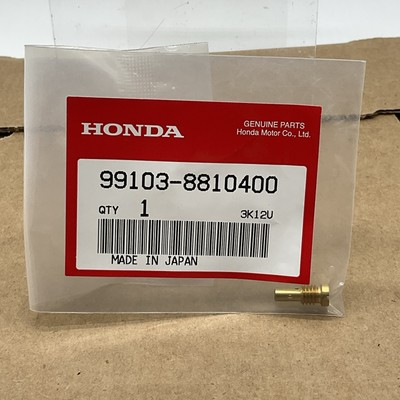 GENUINE PARTS
HONDA
Honda Motor Co., Ltd.
99103-8810400
QTY 1 3K12U
MADE IN JAPAN